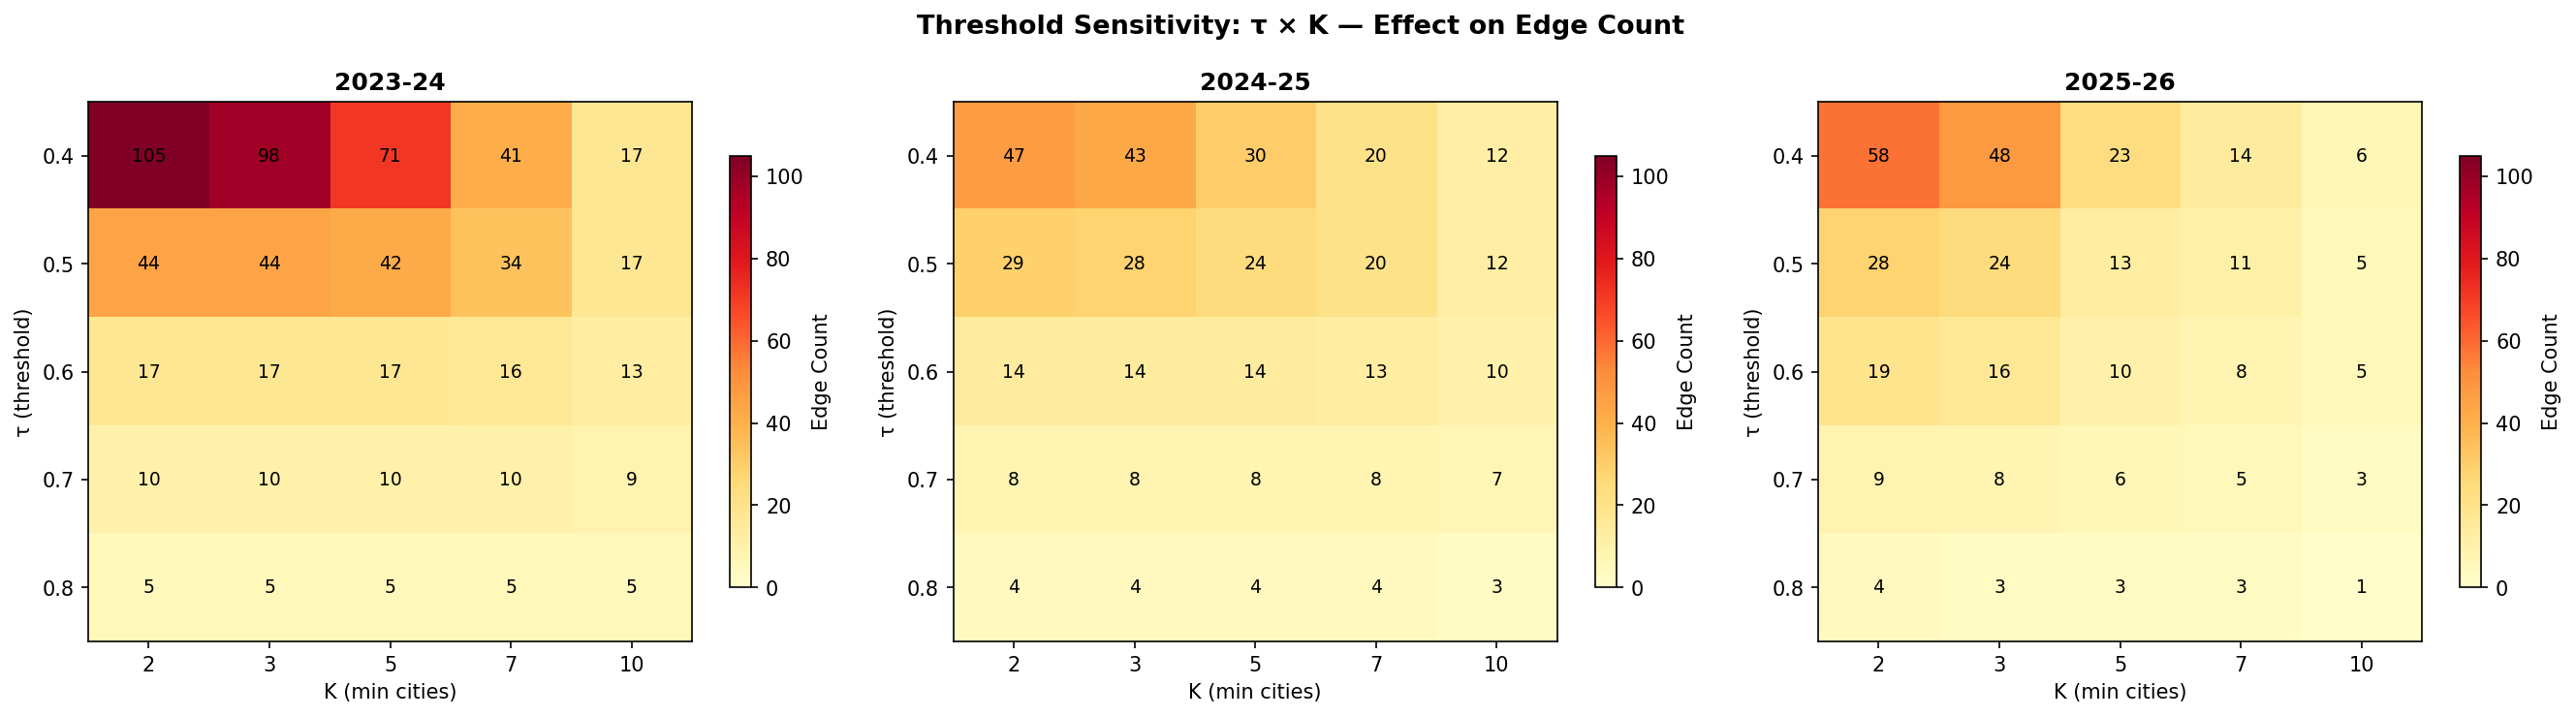 Threshold Sensitivity: τ × K — Effect on Edge Count
2023-24
0.4 105 98 71 41 17
0.5 44 44 42 34 17
0.6 17 17 17 16 13
0.7 10 10 10 10 9
0.8 5 5 5 5 5
2 3 5 7 10
K (min cities)
τ (threshold)
100
80
60
40
20
0
Edge Count
2024-25
0.4 47 43 30 20 12
0.5 29 28 24 20 12
0.6 14 14 14 13 10
0.7 8 8 8 8 7
0.8 4 4 4 4 3
2 3 5 7 10
K (min cities)
τ (threshold)
100
80
60
40
20
0
Edge Count
2025-26
0.4 58 48 23 14 6
0.5 28 24 13 11 5
0.6 19 16 10 8 5
0.7 9 8 6 5 3
0.8 4 3 3 3 1
2 3 5 7 10
K (min cities)
τ (threshold)
100
80
60
40
20
0
Edge Count